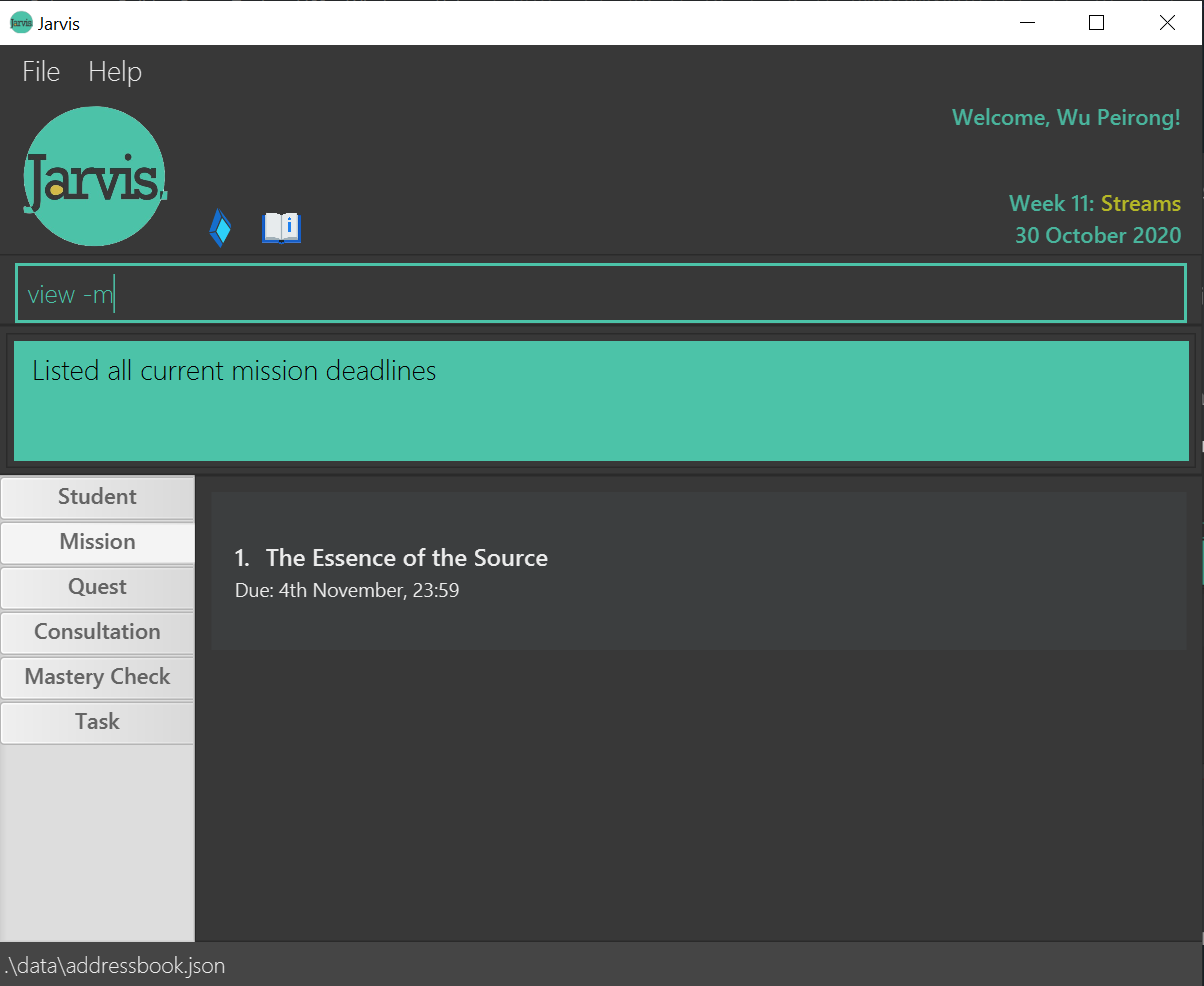 Jarvis Jarvis
File Help
Jarvis.
Welcome, Wu Peirong!
Week 11: Streams
30 October 2020
view -m
Listed all current mission deadlines
Student
Mission
Quest
Consultation
Mastery Check
Task
1. The Essence of the Source
Due: 4th November, 23:59
.\data\addressbook.json